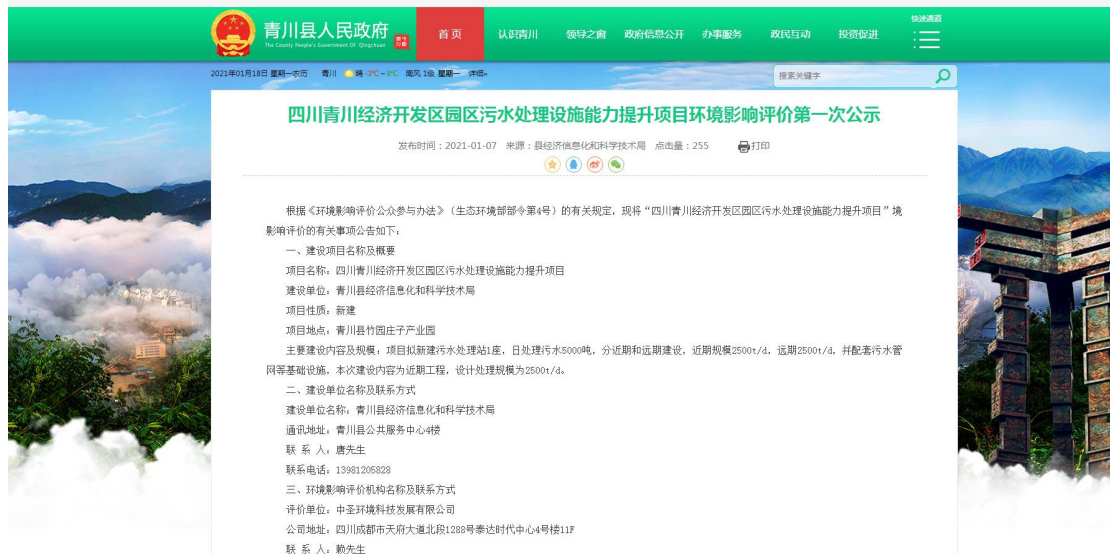 青川县人民政府
The County People's Government Of Qingchuan
首页 认识青川 领导之窗 政府信息公开 办事服务 政民互动 投资促进
快速通道
2021年01月18日 星期一农历 青川 晴 -3℃~8℃ 南风 1级 星期一 详细»
搜索关键字
四川青川经济开发区园区污水处理设施能力提升项目环境影响评价第一次公示
发布时间：2021-01-07 来源：县经济信息化和科学技术局 点击量：255 打印
根据《环境影响评价公众参与办法》（生态环境部部令第4号）的有关规定，现将“四川青川经济开发区园区污水处理设施能力提升项目”境
影响评价的有关事项公告如下：
一、建设项目名称及概要
项目名称：四川青川经济开发区园区污水处理设施能力提升项目
建设单位：青川县经济信息化和科学技术局
项目性质：新建
项目地点：青川县竹园庄子产业园
主要建设内容及规模：项目拟新建污水处理站1座，日处理污水5000吨，分近期和远期建设，近期规模2500t/d，远期2500t/d，并配套污水管
网等基础设施，本次建设内容为近期工程，设计处理规模为2500t/d。
二、建设单位名称及联系方式
建设单位名称：青川县经济信息化和科学技术局
通讯地址：青川县公共服务中心4楼
联 系 人：唐先生
联系电话：13981205828
三、环境影响评价机构名称及联系方式
评价单位：中圣环境科技发展有限公司
公司地址：四川成都市天府大道北段1288号泰达时代中心4号楼11F
联 系 人：赖先生